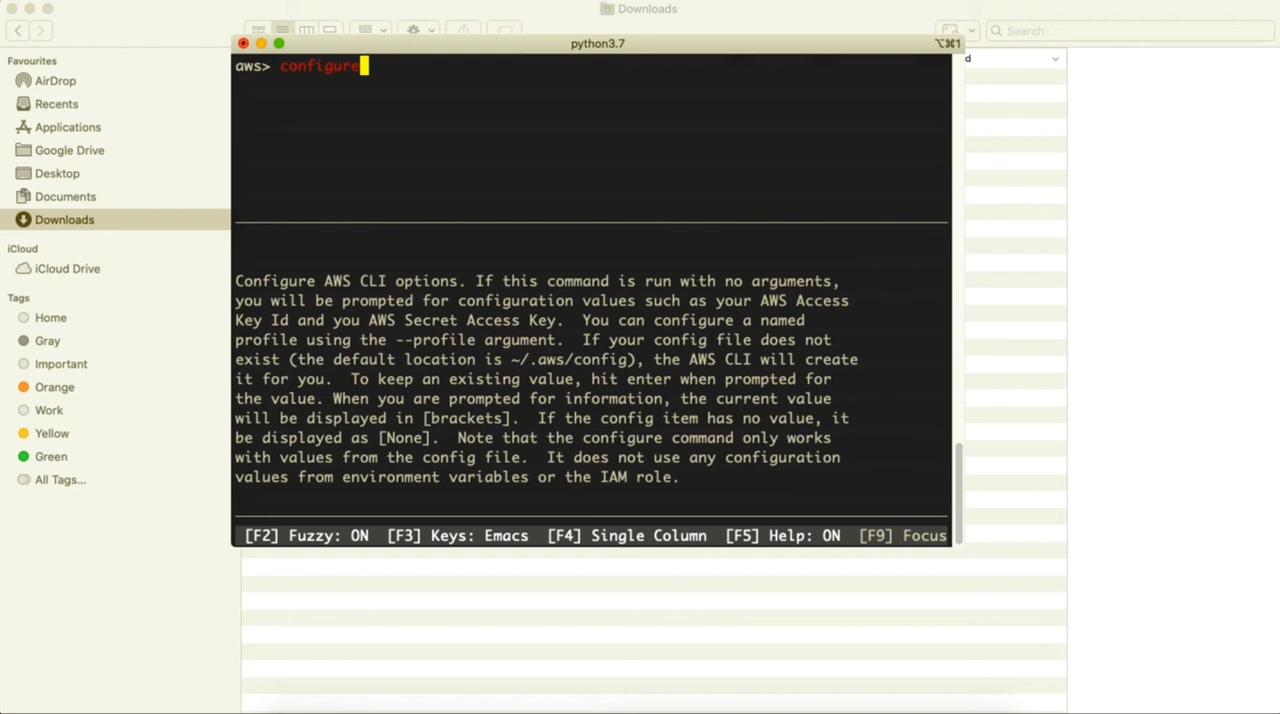 Downloads
Search
Favourites
AirDrop
Recents
Applications
Google Drive
Desktop
Documents
Downloads
iCloud
iCloud Drive
Tags
Home
Gray
Important
Orange
Work
Yellow
Green
All Tags...
python3.7
⌥⌘1
d
aws> configure
Configure AWS CLI options. If this command is run with no arguments,
you will be prompted for configuration values such as your AWS Access
Key Id and you AWS Secret Access Key.  You can configure a named
profile using the --profile argument.  If your config file does not
exist (the default location is ~/.aws/config), the AWS CLI will create
it for you.  To keep an existing value, hit enter when prompted for
the value. When you are prompted for information, the current value
will be displayed in [brackets].  If the config item has no value, it
be displayed as [None].  Note that the configure command only works
with values from the config file.  It does not use any configuration
values from environment variables or the IAM role.
[F2] Fuzzy: ON  [F3] Keys: Emacs  [F4] Single Column  [F5] Help: ON  [F9] Focus